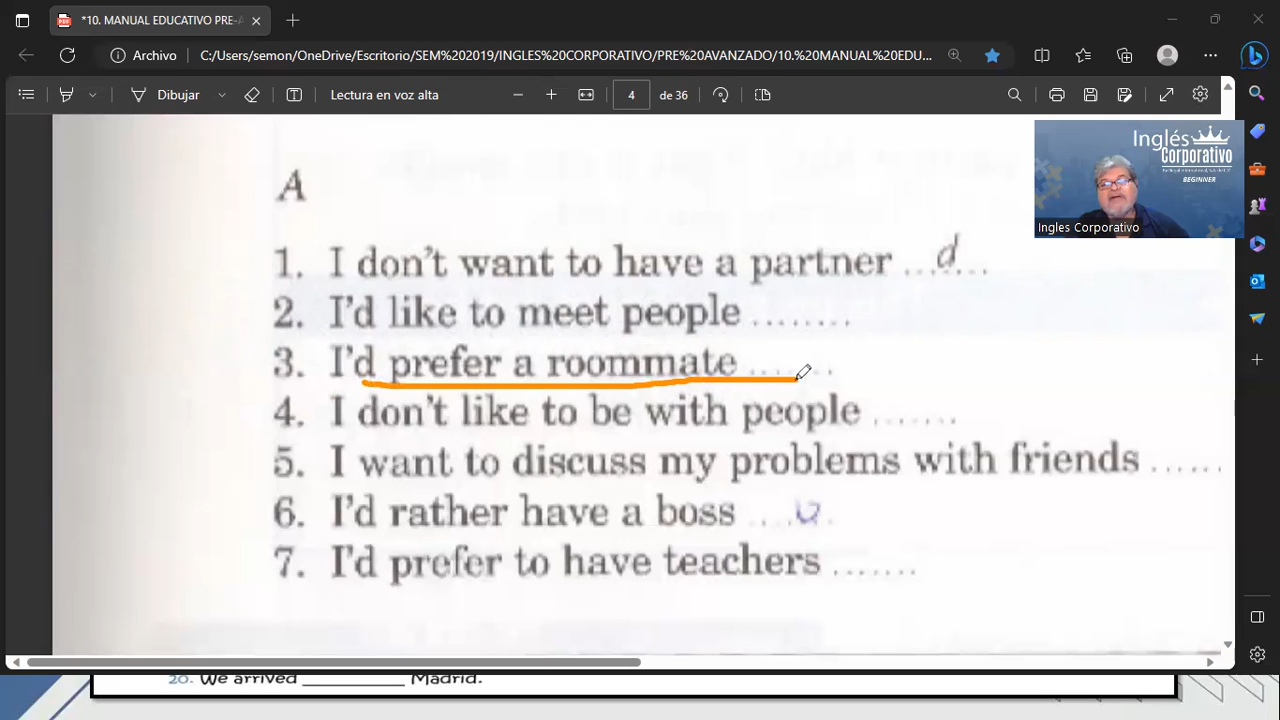 *10. MANUAL EDUCATIVO PRE-A
Archivo
C:/Users/semon/OneDrive/Escritorio/SEM%202019/INGLES%20CORPORATIVO/PRE%20AVANZADO/10.%20MANUAL%20EDU...
Dibujar
Lectura en voz alta
4
de 36
Inglés
Corporativo
BEGINNER
Ingles Corporativo
A
1. I don't want to have a partner ...d...
2. I'd like to meet people ........
3. I'd prefer a roommate ........
4. I don't like to be with people .......
5. I want to discuss my problems with friends ......
6. I'd rather have a boss ........
7. I'd prefer to have teachers .......
20. We arrived __________ Madrid.